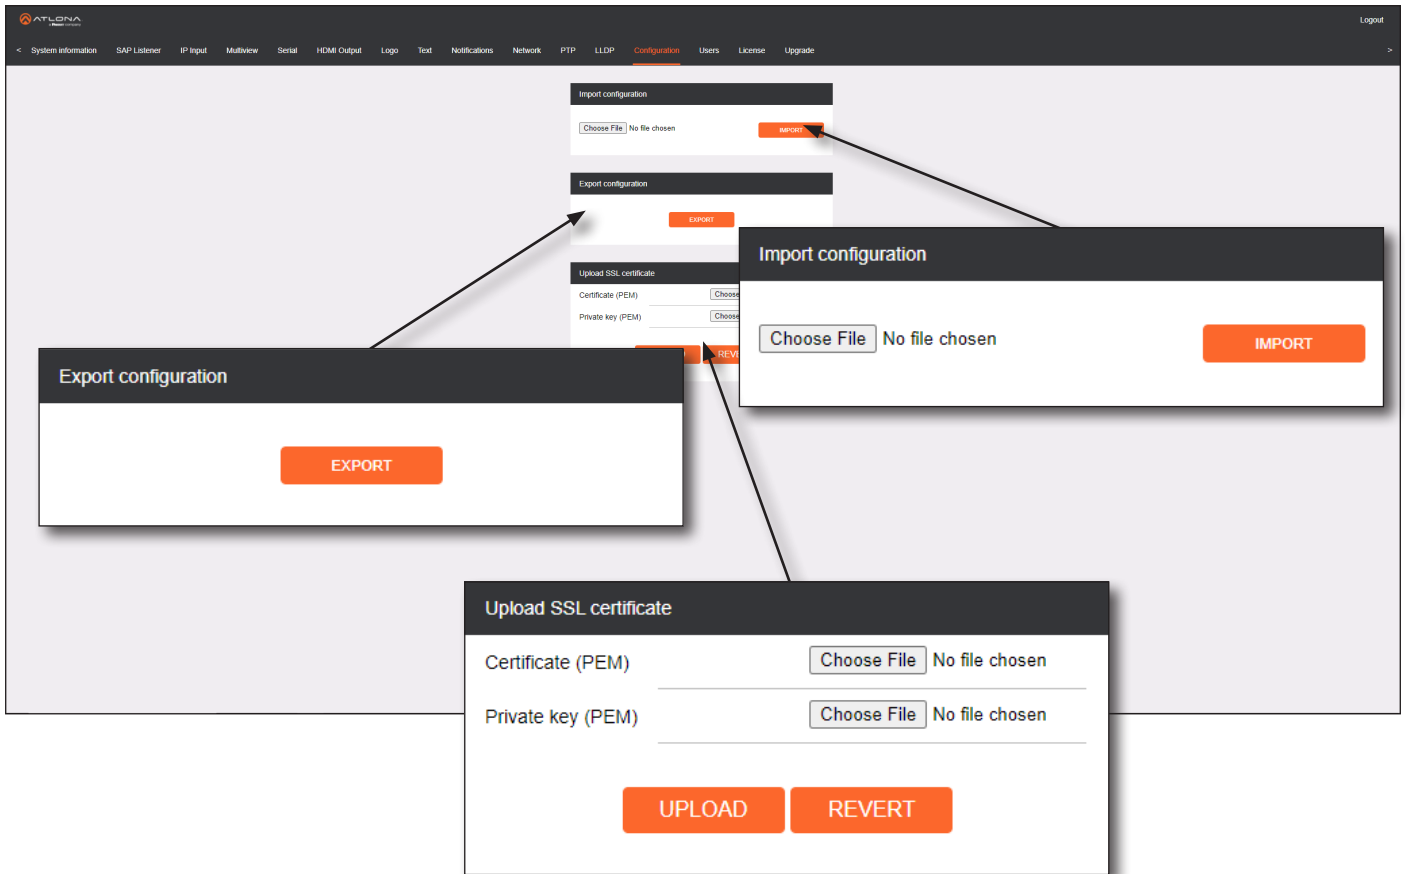 ATLONA
Logout
< System information SAP Listener IP Input Multiview Serial HDMI Output Logo Text Notifications Network PTP LLDP Configuration Users License Upgrade >
Import configuration
Choose File No file chosen IMPORT
Export configuration
EXPORT
Upload SSL certificate
Certificate (PEM) Choose
Private key (PEM) Choose
REVE
Import configuration
Choose File No file chosen IMPORT
Export configuration
EXPORT
Upload SSL certificate
Certificate (PEM) Choose File No file chosen
Private key (PEM) Choose File No file chosen
UPLOAD REVERT